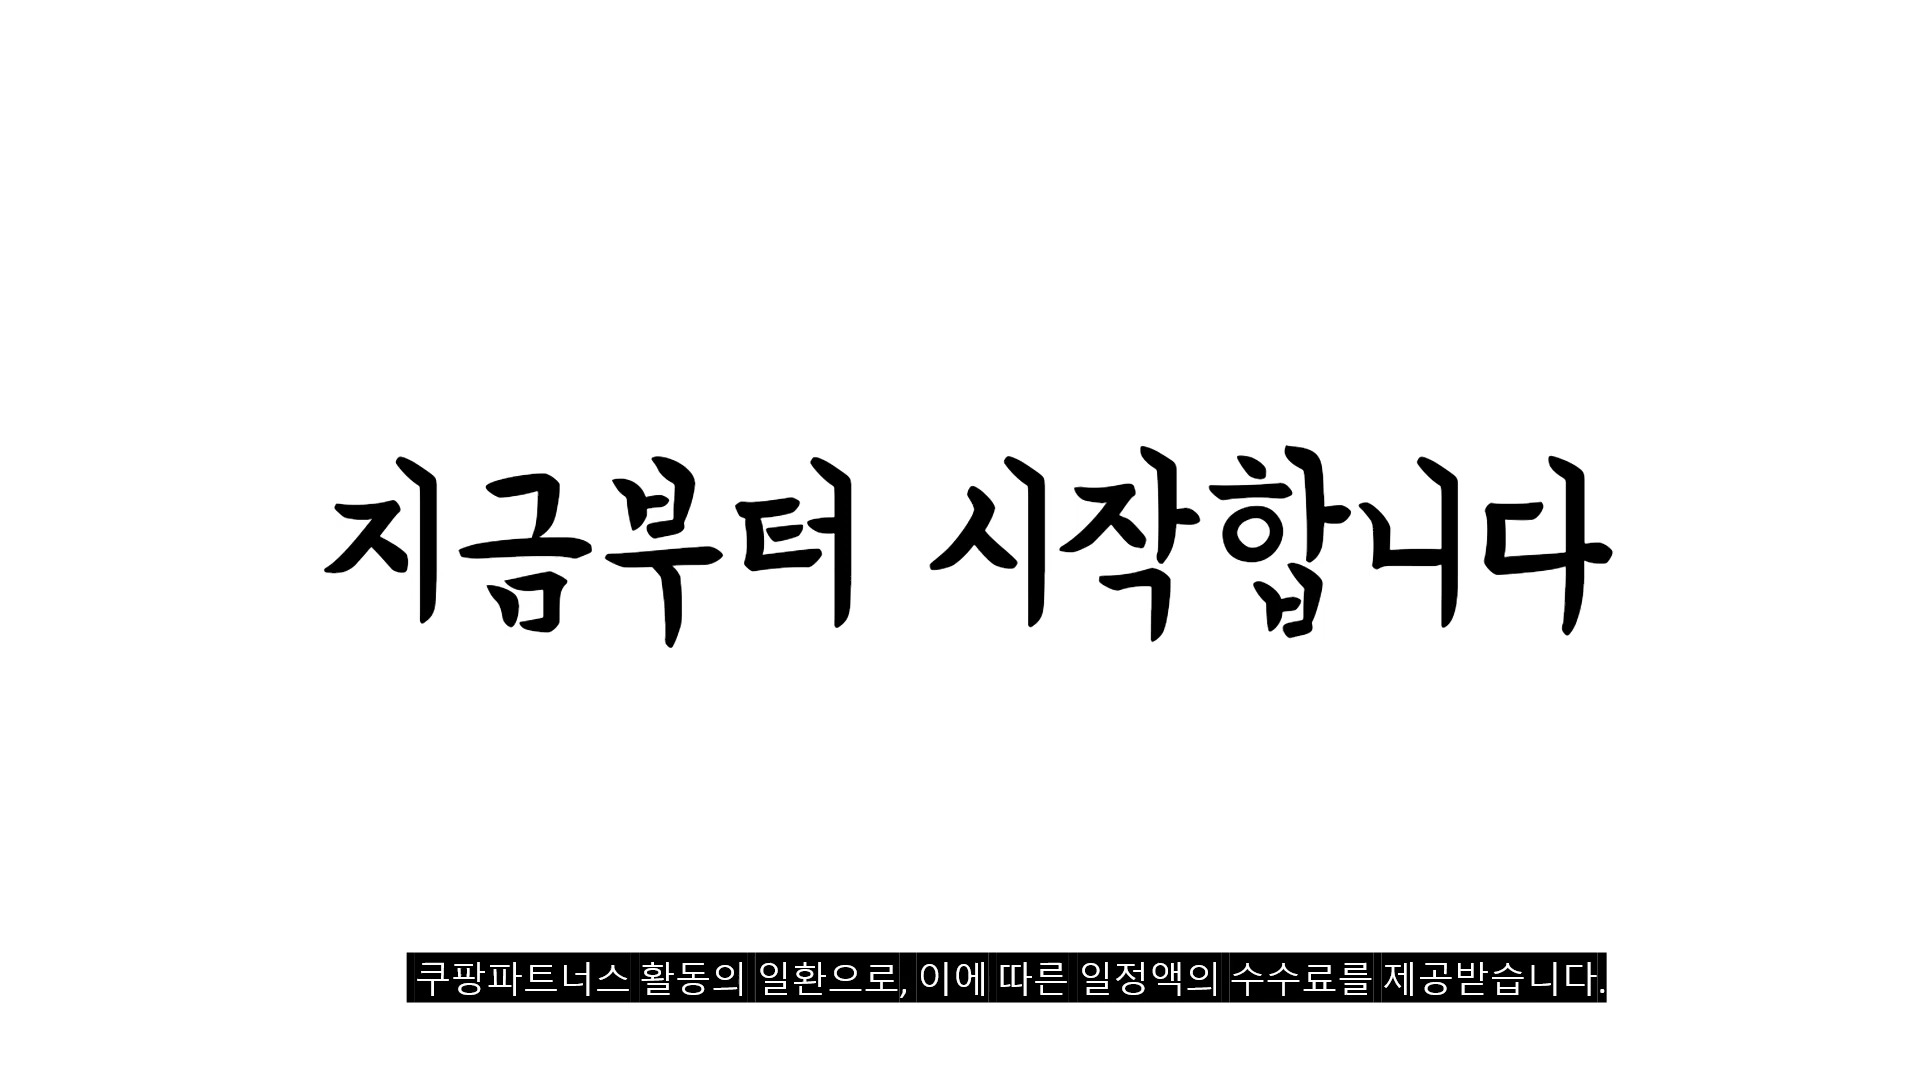 지금부터 시작합니다
쿠팡파트너스 활동의 일환으로, 이에 따른 일정액의 수수료를 제공받습니다.